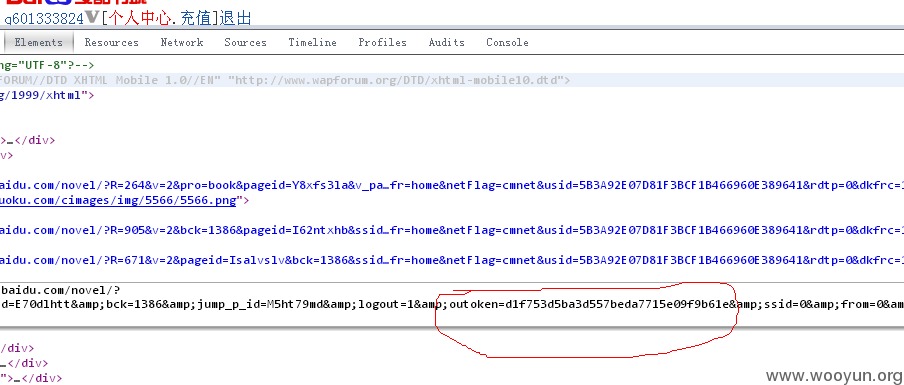 q601333824 [个人中心.充值]退出
Elements Resources Network Sources Timeline Profiles Audits Console
ng="UTF-8"?-->
FORUM//DTD XHTML Mobile 1.0//EN" "http://www.wapforum.org/DTD/xhtml-mobile10.dtd">
g/1999/xhtml">
>…</div>
v>
aidu.com/novel/?R=264&v=2&pro=book&pageid=Y8xfs3la&v_pa…fr=home&netFlag=cmnet&usid=5B3A92E07D81F3BCF1B466960E389641&rdtp=0&dkfrc=1
uoku.com/cimages/img/5566/5566.png">
aidu.com/novel/?R=905&v=2&bck=1386&pageid=I62ntxhb&ssid…fr=home&netFlag=cmnet&usid=5B3A92E07D81F3BCF1B466960E389641&rdtp=0&dkfrc=1
aidu.com/novel/?R=671&v=2&pageid=Isalvslv&bck=1386&ssid…fr=home&netFlag=cmnet&usid=5B3A92E07D81F3BCF1B466960E389641&rdtp=0&dkfrc=1
baidu.com/novel/?
d=E70dlhtt&amp;bck=1386&amp;jump_p_id=M5ht79md&amp;logout=1&amp;outoken=d1f753d5ba3d557beda7715e09f9b61e&amp;ssid=0&amp;from=0&am
/div>
>…</div>
">…</div>
www.wooyun.org